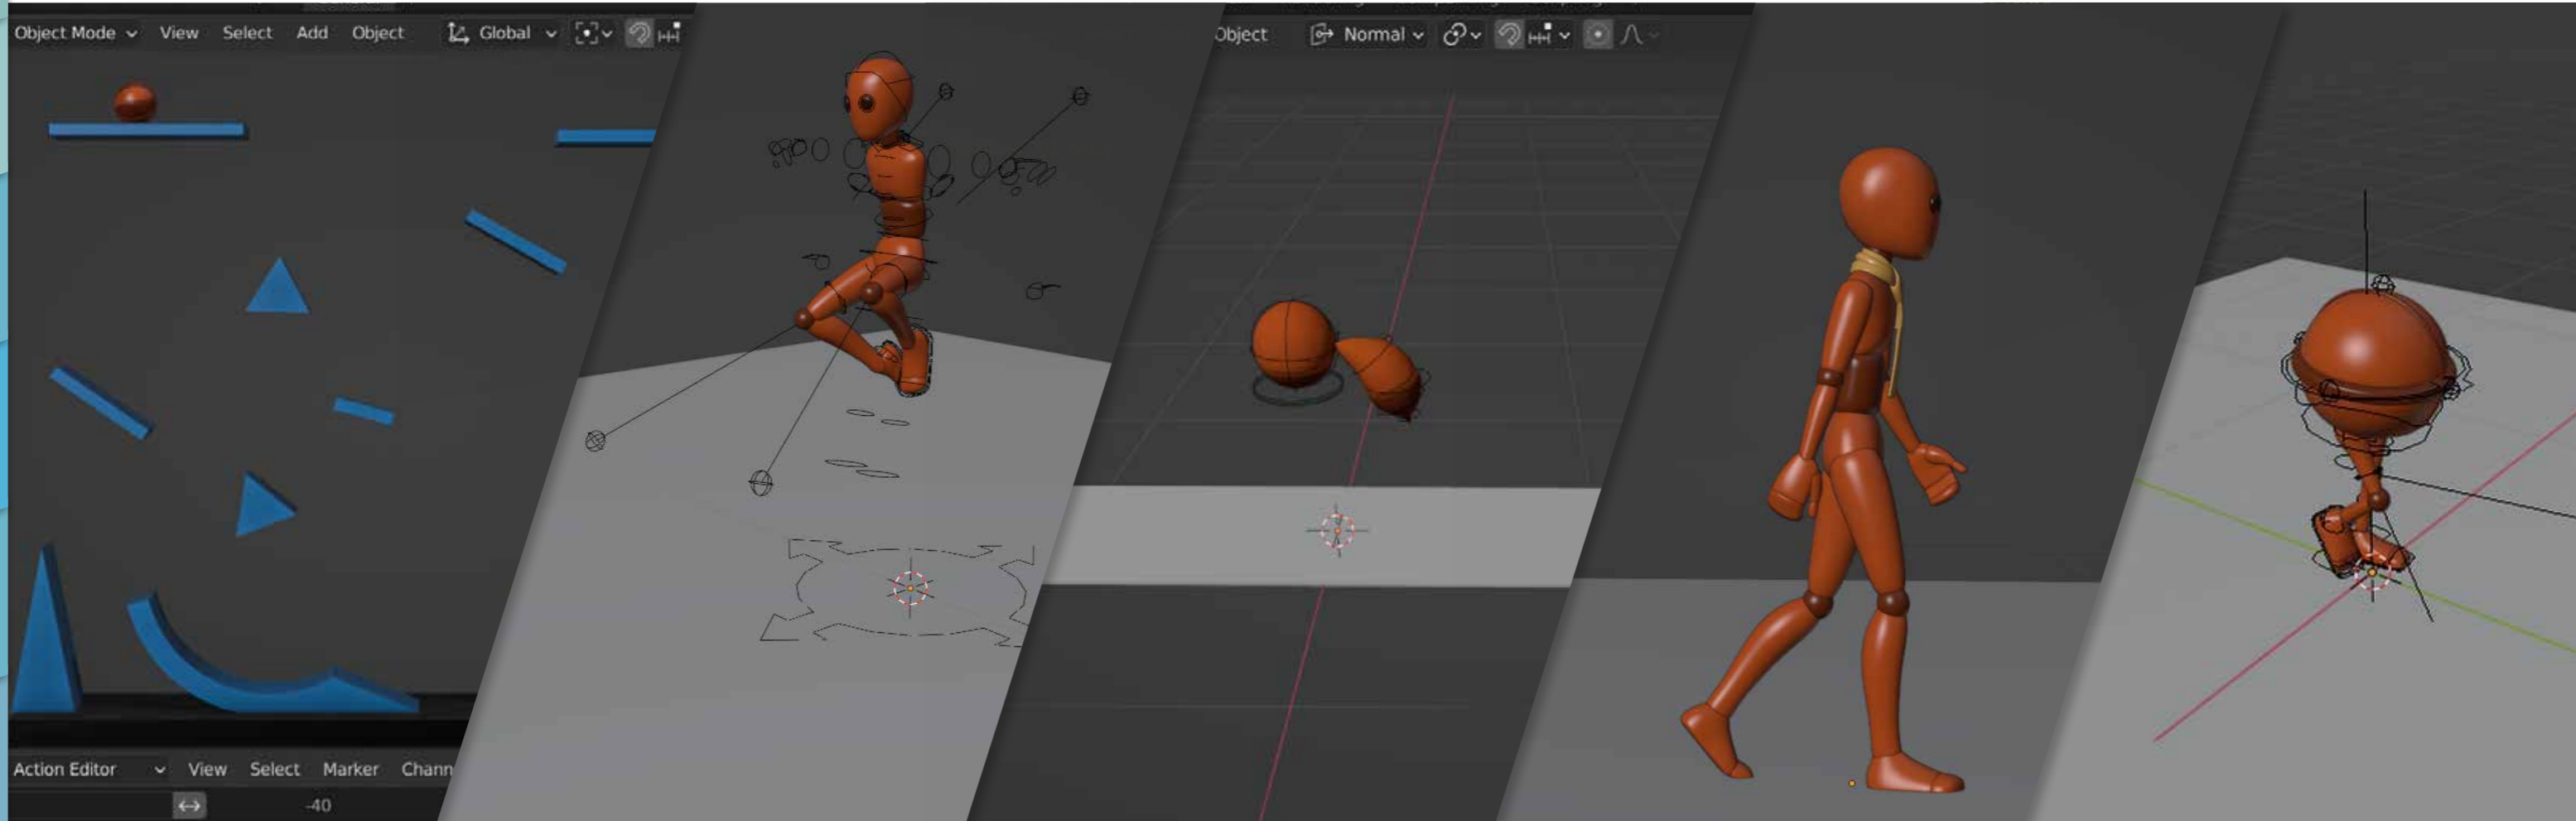 Object Mode View Select Add Object Global
Object Normal
Action Editor View Select Marker Chann
-40